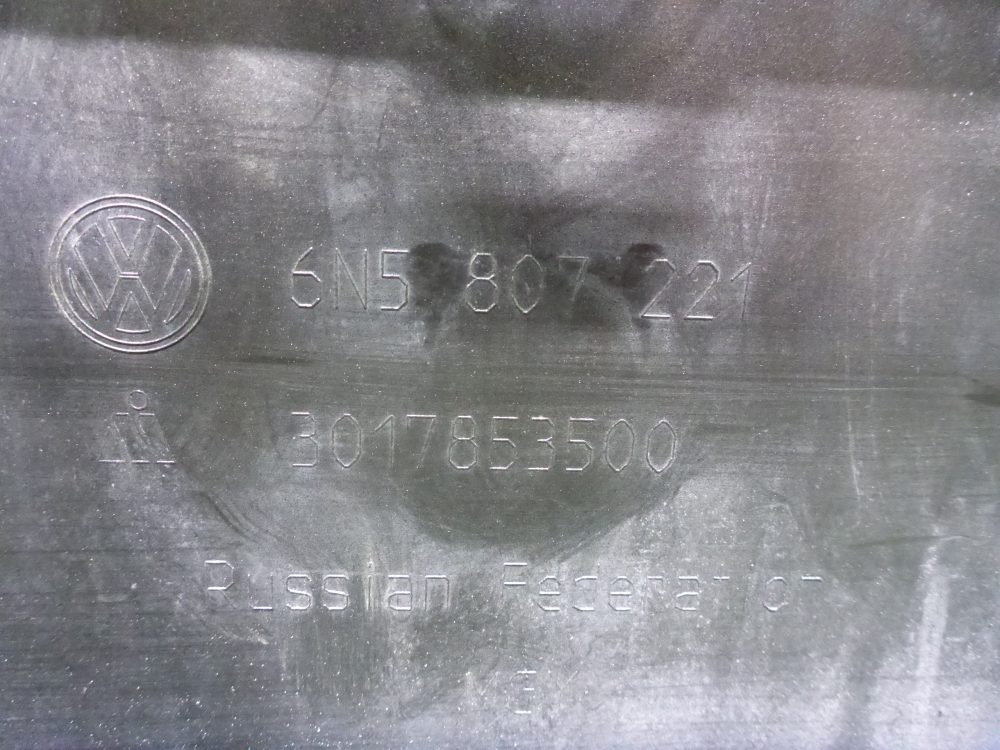 6N5 807 221
3017853500
Russian Federation